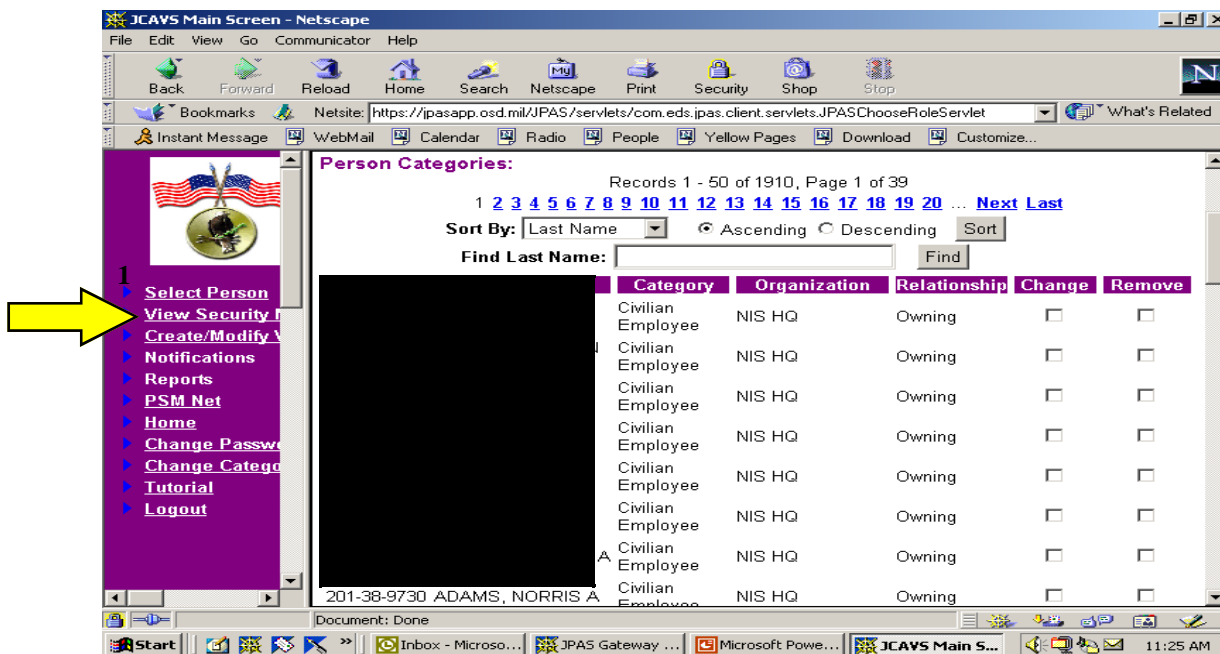 JCAVS Main Screen - Netscape
File Edit View Go Communicator Help
Back Forward Reload Home Search Netscape Print Security Shop Stop
Bookmarks Netsite: https://jpasapp.osd.mil/JPAS/servlets/com.eds.jpas.client.servlets.JPASChooseRoleServlet What's Related
Instant Message WebMail Calendar Radio People Yellow Pages Download Customize...
Person Categories:
Records 1 - 50 of 1910, Page 1 of 39
1 2 3 4 5 6 7 8 9 10 11 12 13 14 15 16 17 18 19 20 ... Next Last
Sort By: Last Name Ascending Descending Sort
Find Last Name: Find
1
Select Person
View Security
Create/Modify
Notifications
Reports
PSM Net
Home
Change Passwo
Change Catego
Tutorial
Logout
Category Organization Relationship Change Remove
Civilian
Employee NIS HQ Owning
N Civilian
Employee NIS HQ Owning
Civilian
Employee NIS HQ Owning
Civilian
Employee NIS HQ Owning
Civilian
Employee NIS HQ Owning
Civilian
Employee NIS HQ Owning
A Civilian
Employee NIS HQ Owning
[SSN omitted] ADAMS, NORRIS A Civilian
Employee NIS HQ Owning
Document: Done
Start Inbox - Microso... JPAS Gateway ... Microsoft Powe... JCAVS Main S... 11:25 AM